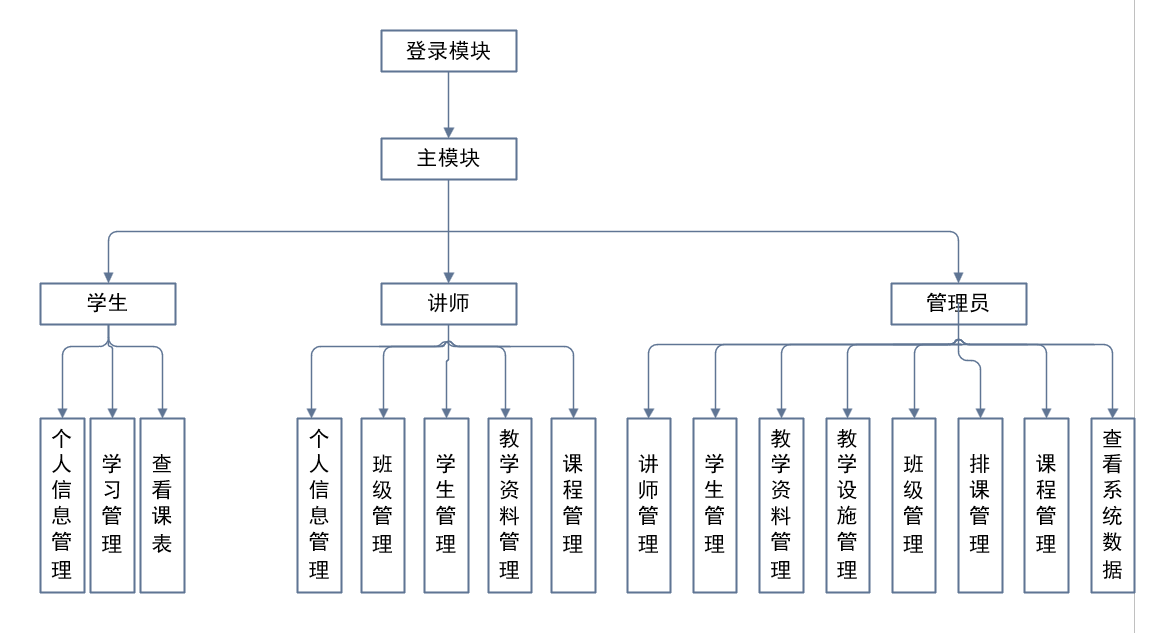 登录模块
主模块
学生
讲师
管理员
个人信息管理
学习管理
查看课表
个人信息管理
班级管理
学生管理
教学资料管理
课程管理
讲师管理
学生管理
教学资料管理
教学设施管理
班级管理
排课管理
课程管理
查看系统数据